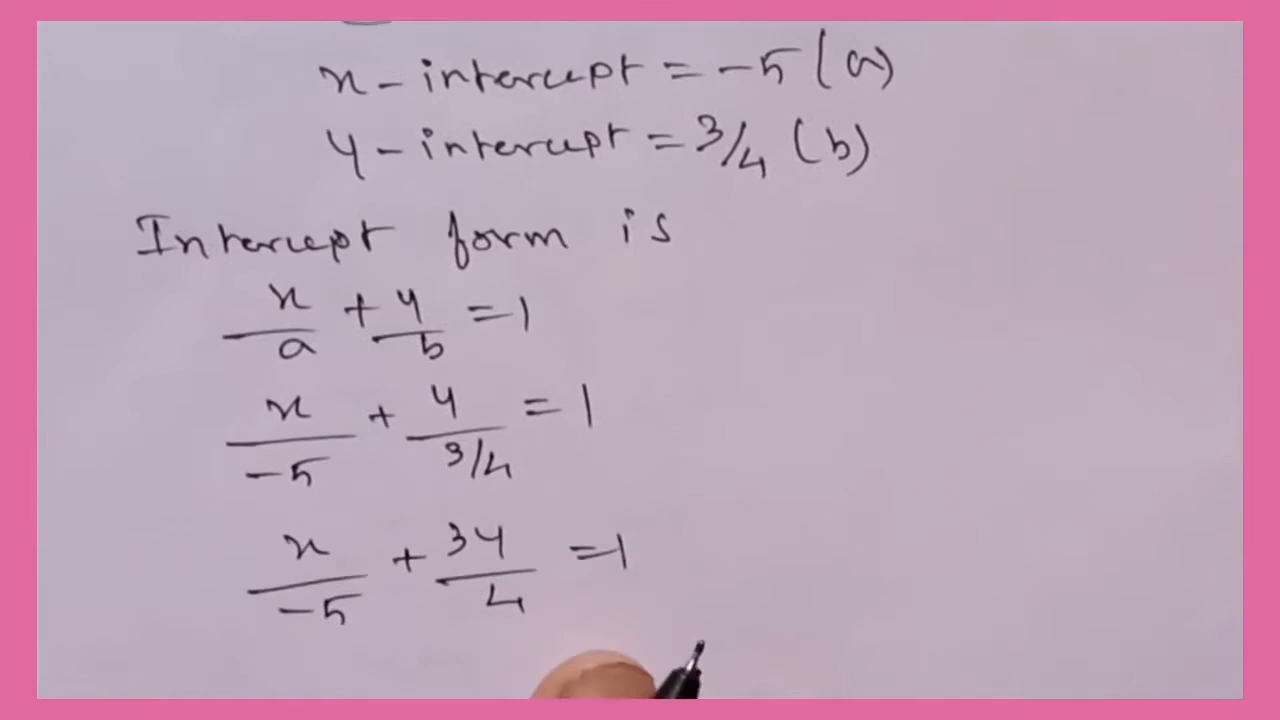 x - intercept = -5 (a)
y - intercept = 3/4 (b)
Intercept form is
x/a + y/b = 1
x/-5 + y/3/4 = 1
x/-5 + 3y/4 = 1